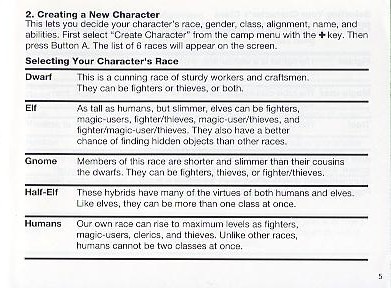 2. Creating a New Character
This lets you decide your character's race, gender, class, alignment, name, and
abilities. First select "Create Character" from the camp menu with the ✚ key. Then
press Button A. The list of 6 races will appear on the screen.
Selecting Your Character's Race
Dwarf This is a cunning race of sturdy workers and craftsmen.
They can be fighters or thieves, or both.
Elf As tall as humans, but slimmer, elves can be fighters,
magic-users, fighter/thieves, magic-user/thieves, and
fighter/magic-user/thieves. They also have a better
chance of finding hidden objects than other races.
Gnome Members of this race are shorter and slimmer than their cousins
the dwarfs. They can be fighters, thieves, or fighter/thieves.
Half-Elf These hybrids have many of the virtues of both humans and elves.
Like elves, they can be more than one class at once.
Humans Our own race can rise to maximum levels as fighters,
magic-users, clerics, and thieves. Unlike other races,
humans cannot be two classes at once.
5